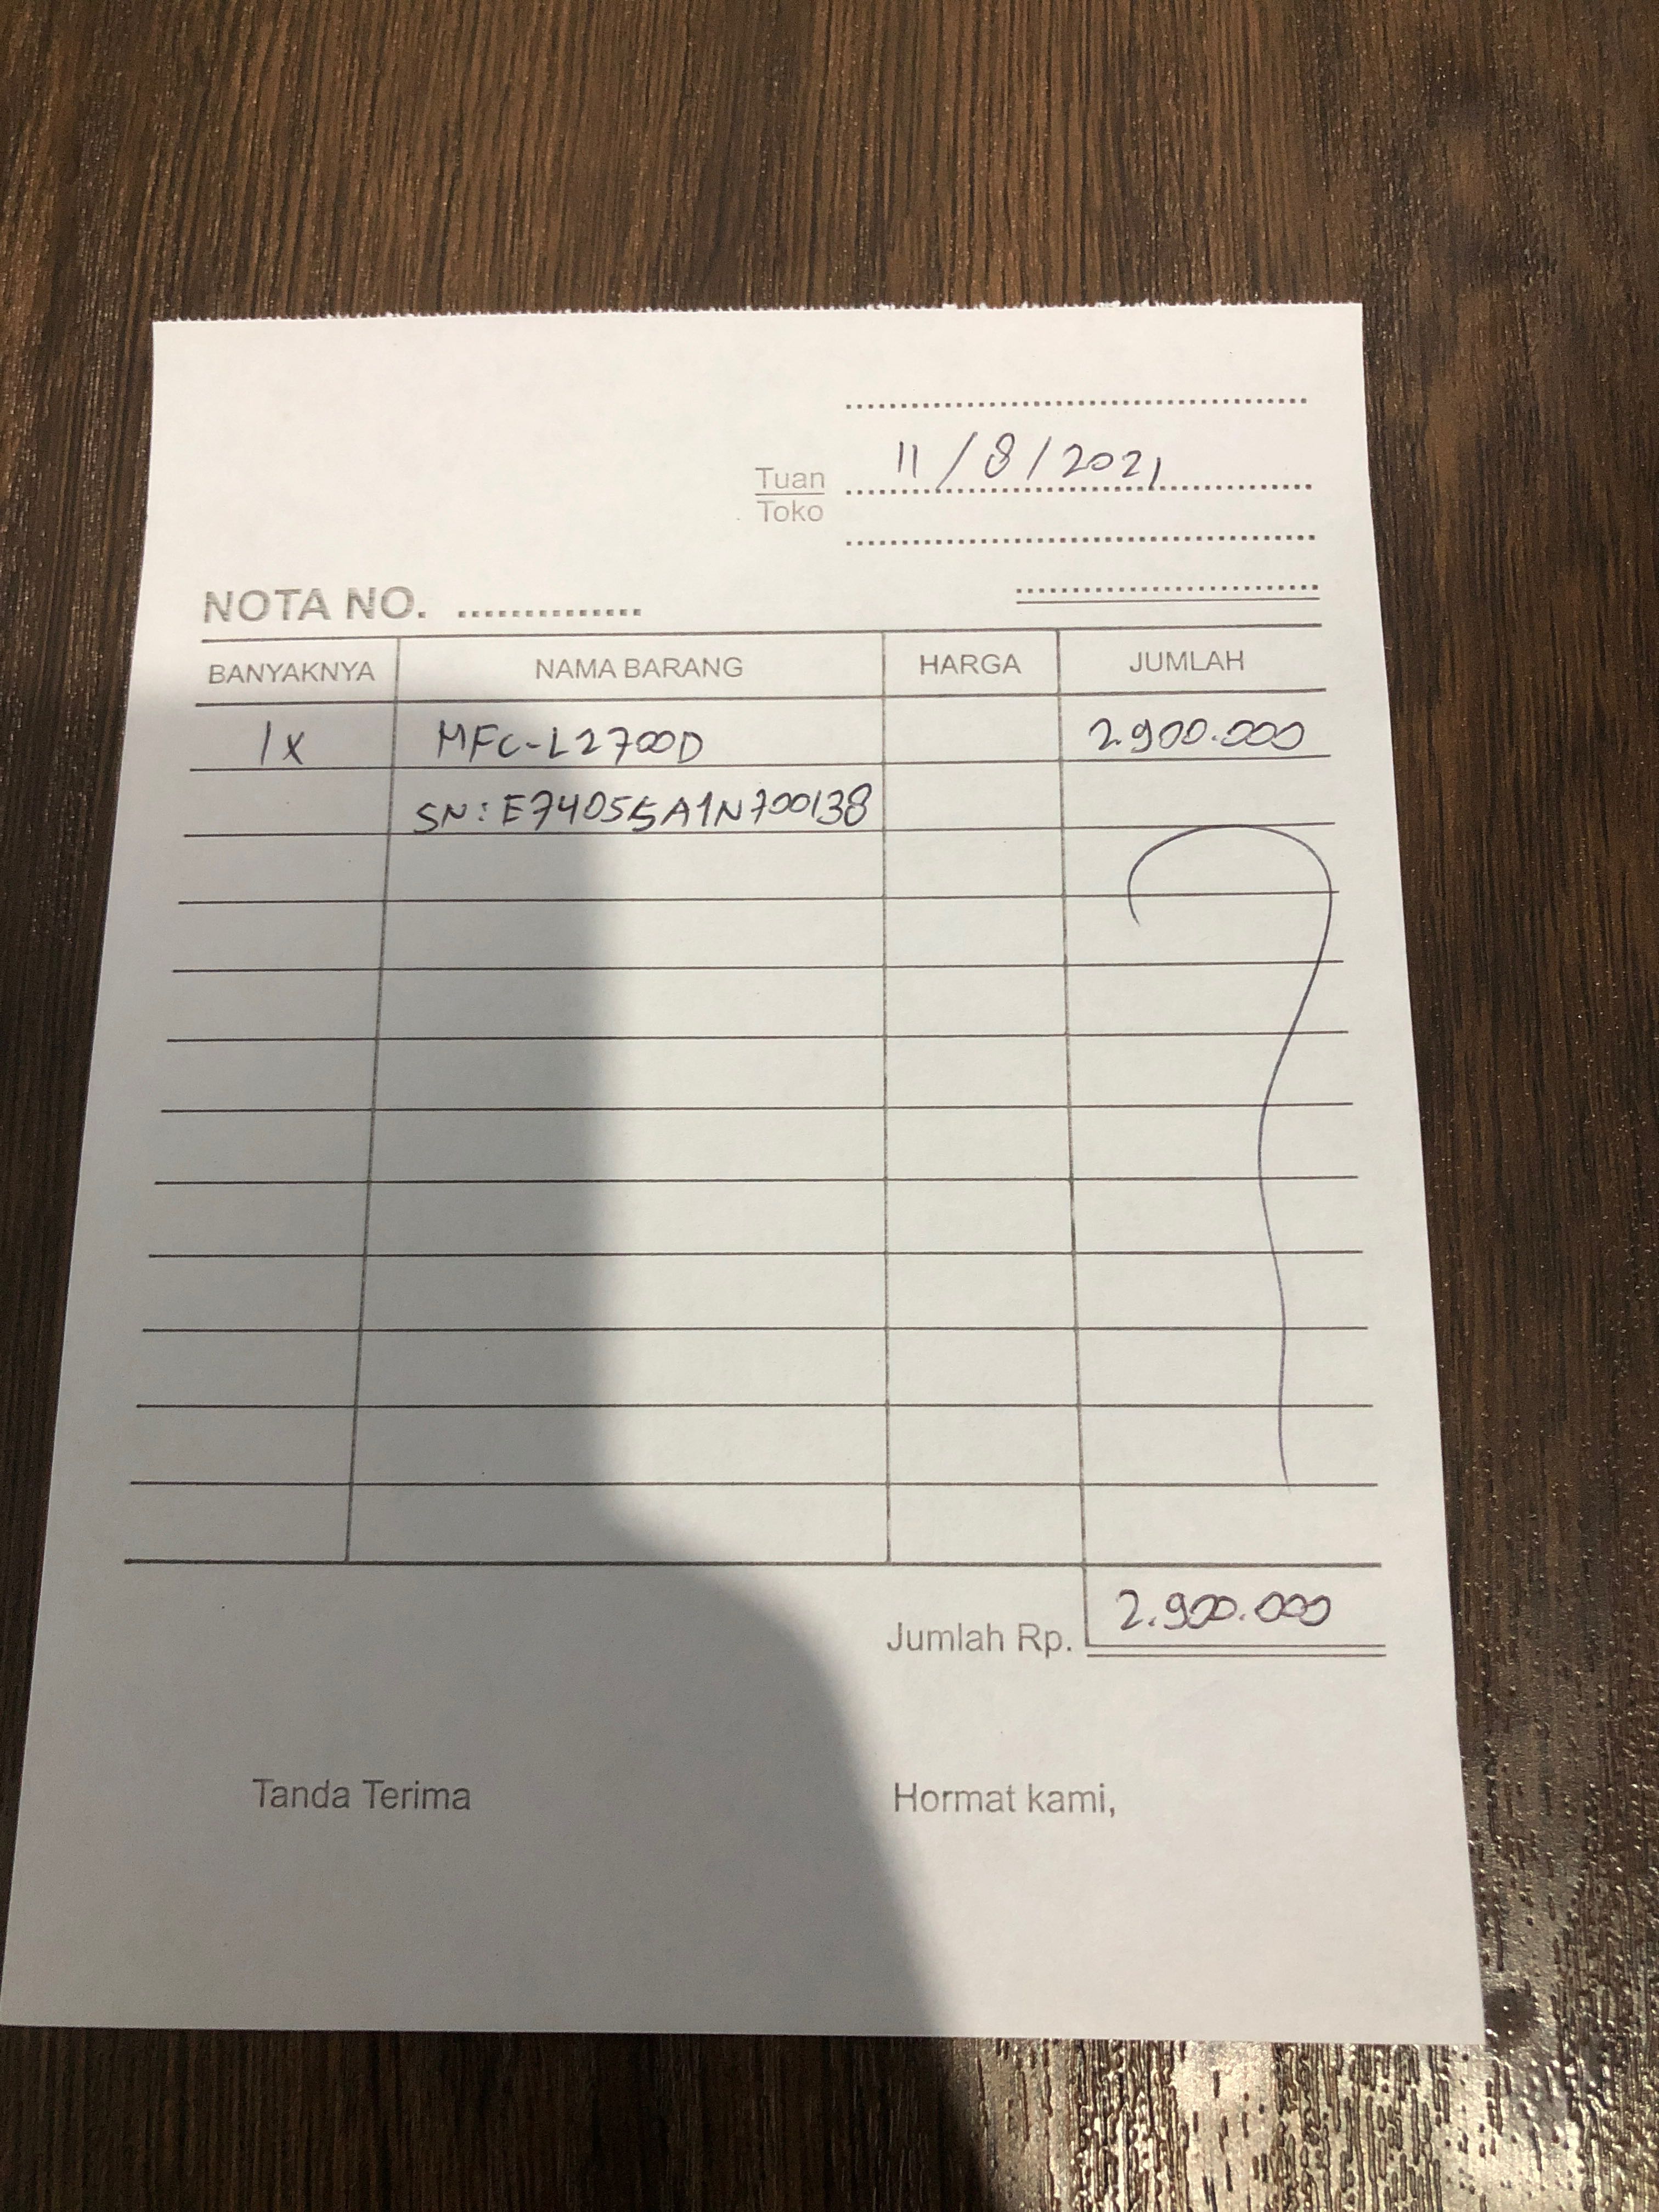 11/8/2021
Tuan
Toko
NOTA NO. ..............
BANYAKNYA NAMA BARANG HARGA JUMLAH
1x MFC-L2700D 2.900.000
SN: E74055A1N700138
Jumlah Rp. 2.900.000
Tanda Terima Hormat kami,